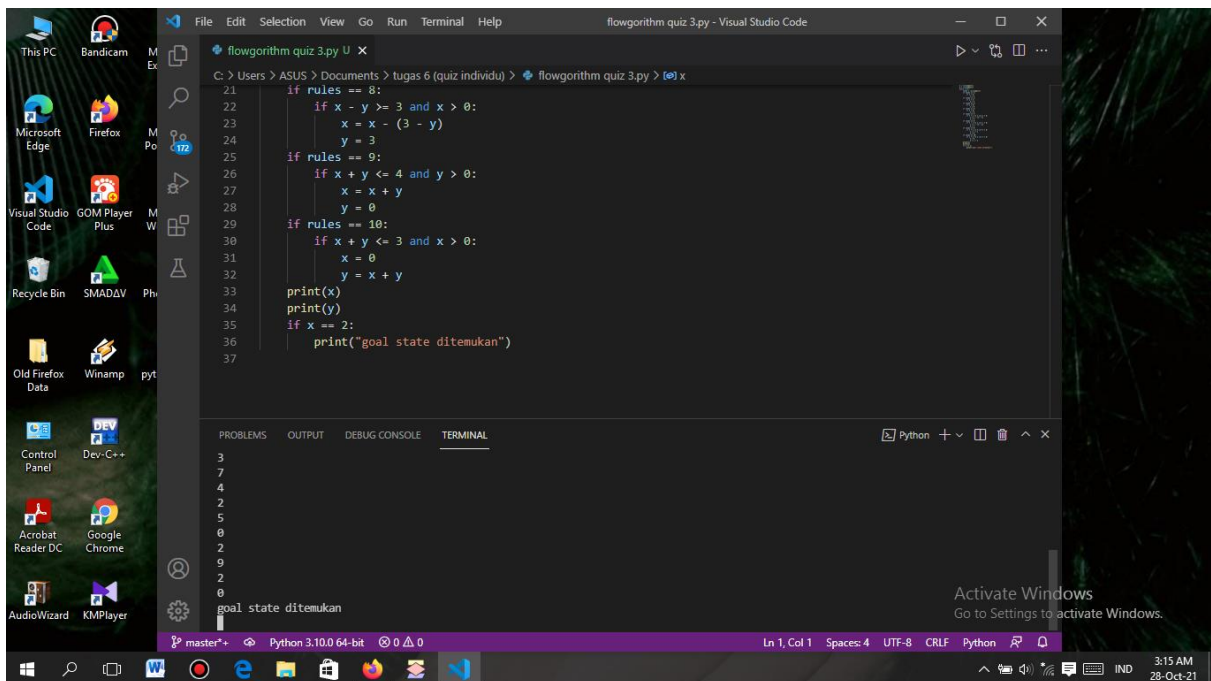 This PC
Bandicam
M
Ex
Microsoft
Edge
Firefox
M
Po
Visual Studio
Code
GOM Player
Plus
M
W
Recycle Bin
SMADΔV
Ph
Old Firefox
Data
Winamp
pyt
Control
Panel
Dev-C++
Acrobat
Reader DC
Google
Chrome
AudioWizard
KMPlayer
File Edit Selection View Go Run Terminal Help
flowgorithm quiz 3.py - Visual Studio Code
flowgorithm quiz 3.py U
C: > Users > ASUS > Documents > tugas 6 (quiz individu) > flowgorithm quiz 3.py > x
172
21 if rules == 8:
22 if x - y >= 3 and x > 0:
23 x = x - (3 - y)
24 y = 3
25 if rules == 9:
26 if x + y <= 4 and y > 0:
27 x = x + y
28 y = 0
29 if rules == 10:
30 if x + y <= 3 and x > 0:
31 x = 0
32 y = x + y
33 print(x)
34 print(y)
35 if x == 2:
36 print("goal state ditemukan")
37
PROBLEMS OUTPUT DEBUG CONSOLE TERMINAL
Python
3
7
4
2
5
0
2
9
2
0
goal state ditemukan
Activate Windows
Go to Settings to activate Windows.
master*+ Python 3.10.0 64-bit 0 0
Ln 1, Col 1 Spaces: 4 UTF-8 CRLF Python
IND
3:15 AM
28-Oct-21